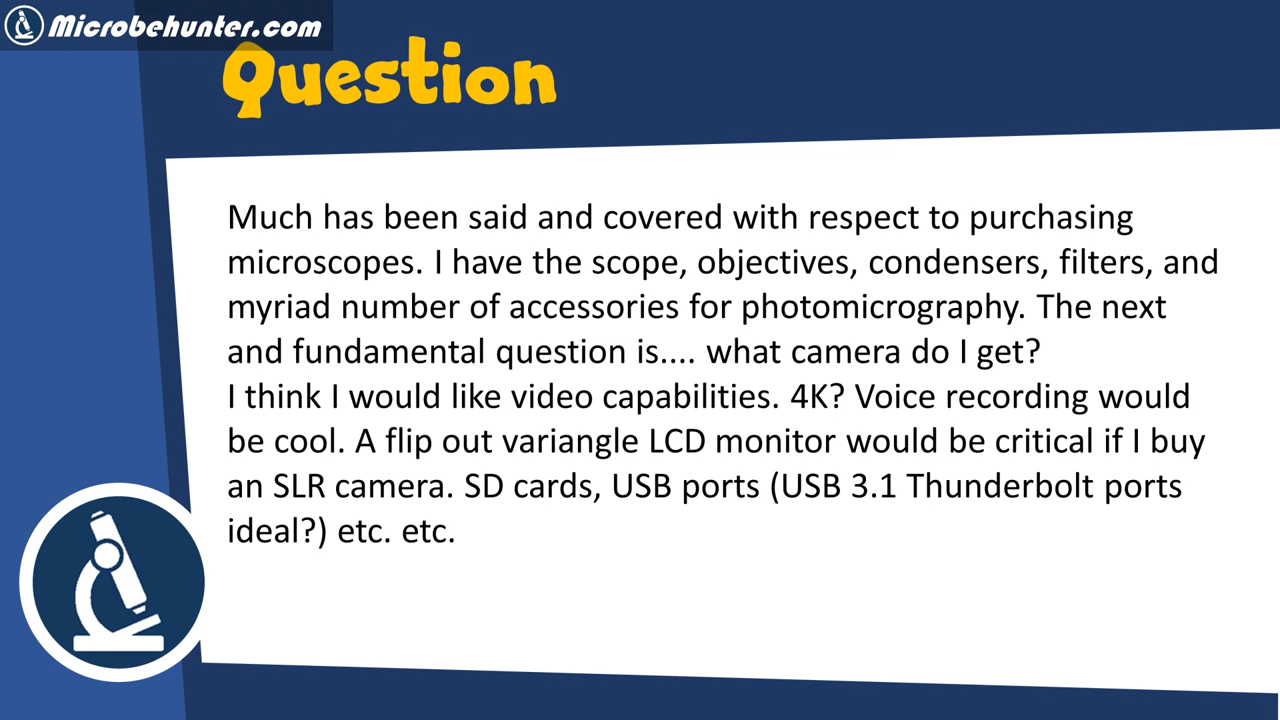 Microbehunter.com
Question
Much has been said and covered with respect to purchasing
microscopes. I have the scope, objectives, condensers, filters, and
myriad number of accessories for photomicrography. The next
and fundamental question is.... what camera do I get?
I think I would like video capabilities. 4K? Voice recording would
be cool. A flip out variangle LCD monitor would be critical if I buy
an SLR camera. SD cards, USB ports (USB 3.1 Thunderbolt ports
ideal?) etc. etc.